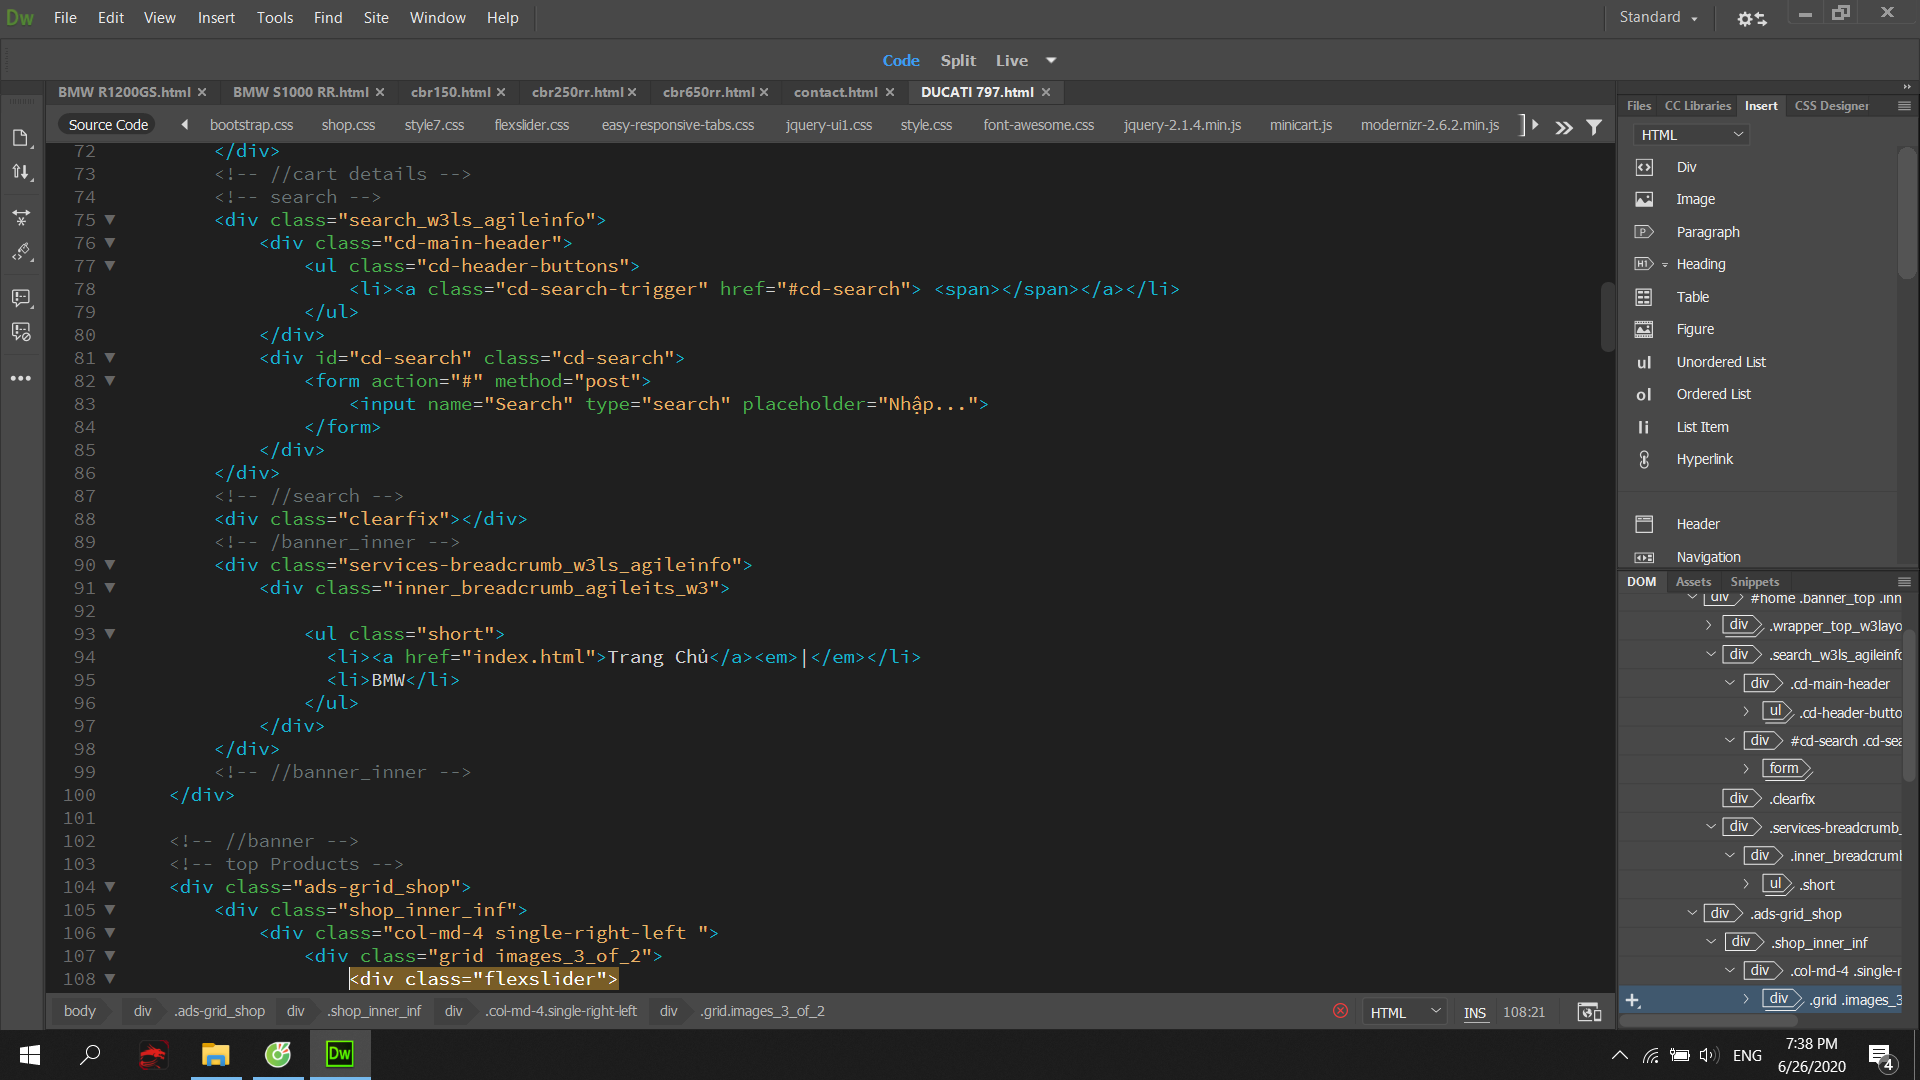 Dw File Edit View Insert Tools Find Site Window Help Standard
Code Split Live
BMW R1200GS.html BMW S1000 RR.html cbr150.html cbr250rr.html cbr650rr.html contact.html DUCATI 797.html
Source Code bootstrap.css shop.css style7.css flexslider.css easy-responsive-tabs.css jquery-ui1.css style.css font-awesome.css jquery-2.1.4.min.js minicart.js modernizr-2.6.2.min.js
72 </div>
73 <!-- //cart details -->
74 <!-- search -->
75 <div class="search_w3ls_agileinfo">
76 <div class="cd-main-header">
77 <ul class="cd-header-buttons">
78 <li><a class="cd-search-trigger" href="#cd-search"> <span></span></a></li>
79 </ul>
80 </div>
81 <div id="cd-search" class="cd-search">
82 <form action="#" method="post">
83 <input name="Search" type="search" placeholder="Nhập...">
84 </form>
85 </div>
86 </div>
87 <!-- //search -->
88 <div class="clearfix"></div>
89 <!-- /banner_inner -->
90 <div class="services-breadcrumb_w3ls_agileinfo">
91 <div class="inner_breadcrumb_agileits_w3">
92
93 <ul class="short">
94 <li><a href="index.html">Trang Chủ</a><em>|</em></li>
95 <li>BMW</li>
96 </ul>
97 </div>
98 </div>
99 <!-- //banner_inner -->
100 </div>
101
102 <!-- //banner -->
103 <!-- top Products -->
104 <div class="ads-grid_shop">
105 <div class="shop_inner_inf">
106 <div class="col-md-4 single-right-left ">
107 <div class="grid images_3_of_2">
108 <div class="flexslider">
body div .ads-grid_shop div .shop_inner_inf div .col-md-4.single-right-left div .grid.images_3_of_2 HTML INS 108:21
Files CC Libraries Insert CSS Designer
HTML
Div
Image
P Paragraph
H1 Heading
Table
Figure
ul Unordered List
ol Ordered List
li List Item
Hyperlink
Header
Navigation
DOM Assets Snippets
div #home .banner_top .inn
div .wrapper_top_w3layo
div .search_w3ls_agileinfo
div .cd-main-header
ul .cd-header-butto
div #cd-search .cd-sea
form
div .clearfix
div .services-breadcrumb_
div .inner_breadcrumb
ul .short
div .ads-grid_shop
div .shop_inner_inf
div .col-md-4 .single-r
div .grid .images_3
Dw ENG 7:38 PM
6/26/2020 4